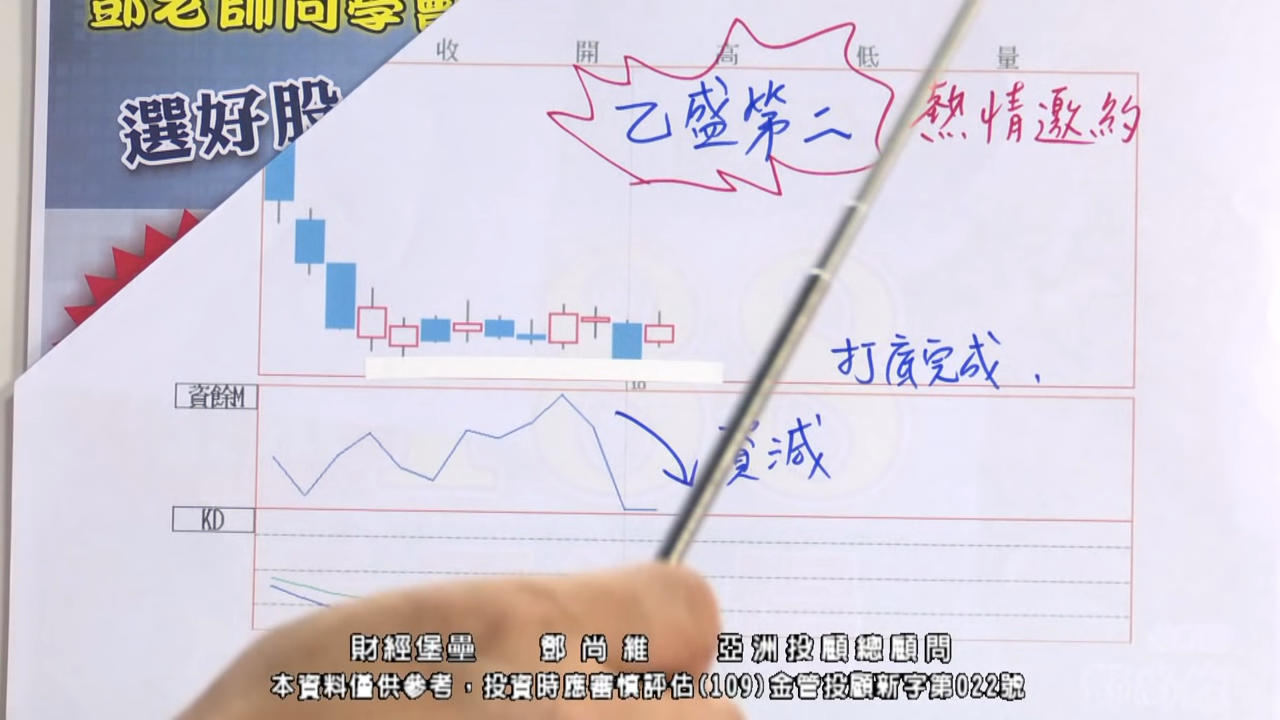 鄧老師同學會
收 開 高 低 量
選好股
乙盛第二
熱情邀約
打底完成.
10
資餘M
資減
KD
財經堡壘 鄧尚維 亞洲投顧總顧問
本資料僅供參考，投資時應審慎評估(109)金管投顧新字第022號